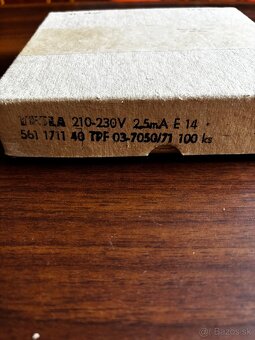 TESLA 210-230V 2,5mA E 14
561 1711 40 TPF 03-7050/71 100 ks
Bazos.sk